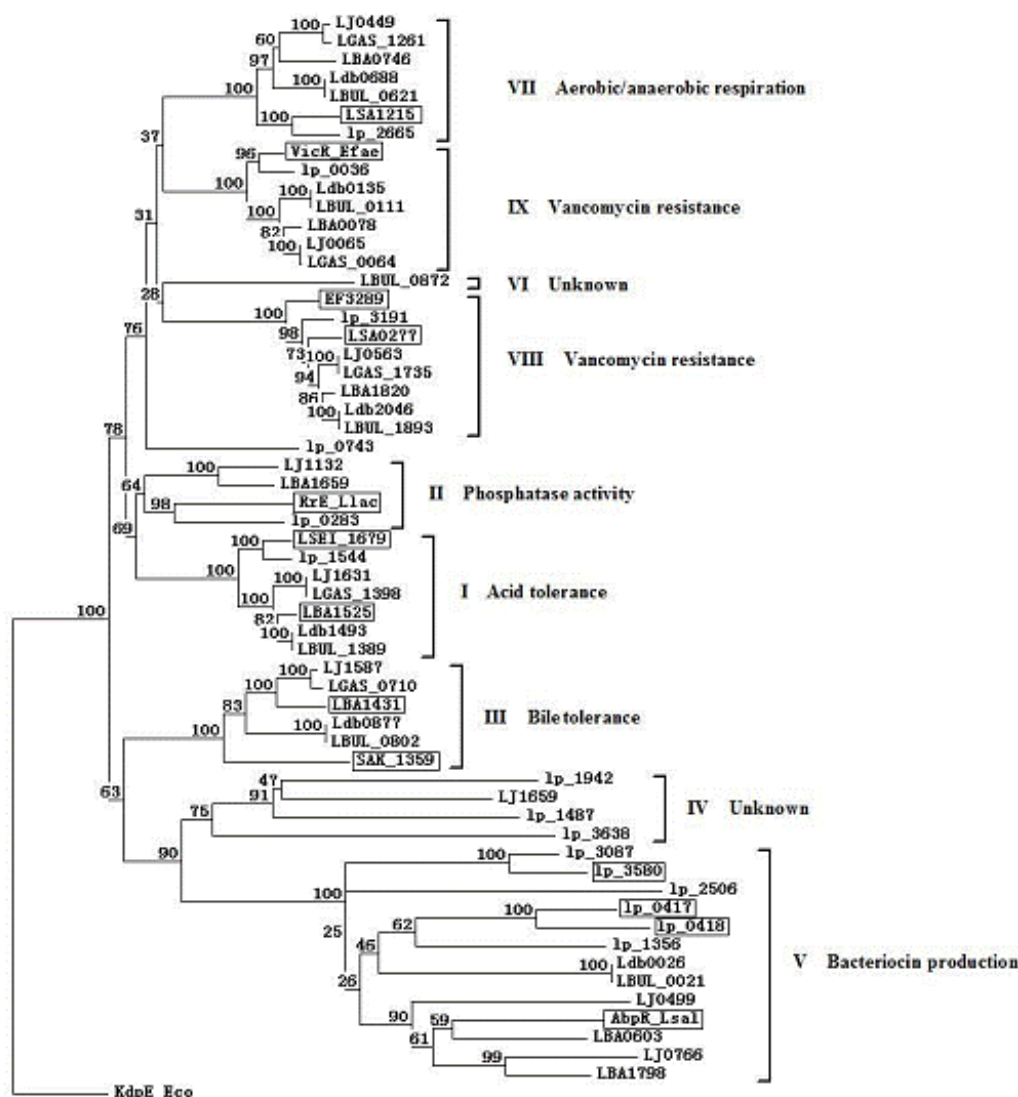 100 LJ0449
60 LGAS_1261
97 LBA0746
100 Ldb0688
100 LBUL_0621
VII Aerobic/anaerobic respiration
100 LSA1215
37 lp_2665
96 VicR_Efae
lp_0036
100 Ldb0135
100 LBUL_0111
IX Vancomycin resistance
31 82 LBA0078
100 LJ0065
LGAS_0064
LBUL_0872
VI Unknown
28 EF3289
100 lp_3191
76 98 LSA0277
73 100 LJ0563
VIII Vancomycin resistance
94 LGAS_1735
86 LBA1820
100 Ldb2046
78 LBUL_1893
lp_0743
100 LJ1132
64 LBA1659
II Phosphatase activity
98 RrE_Llac
69 lp_0283
LSEI_1679
100 lp_1544
100 LJ1631
100 LGAS_1398
I Acid tolerance
100 82 LBA1525
100 Ldb1493
LBUL_1389
100 LJ1587
100 LGAS_0710
83 LBA1431
III Bile tolerance
100 100 Ldb0877
LBUL_0802
SAK_1359
63 47 lp_1942
91 LJ1659
75 lp_1487
IV Unknown
90 lp_3638
100 lp_3087
100 lp_3580
lp_2506
25 100 lp_0417
62 lp_0418
46 lp_1356
V Bacteriocin production
26 100 Ldb0026
LBUL_0021
90 LJ0499
59 AbpR_Lsal
61 LBA0603
99 LJ0766
LBA1798
KdpE_Eco